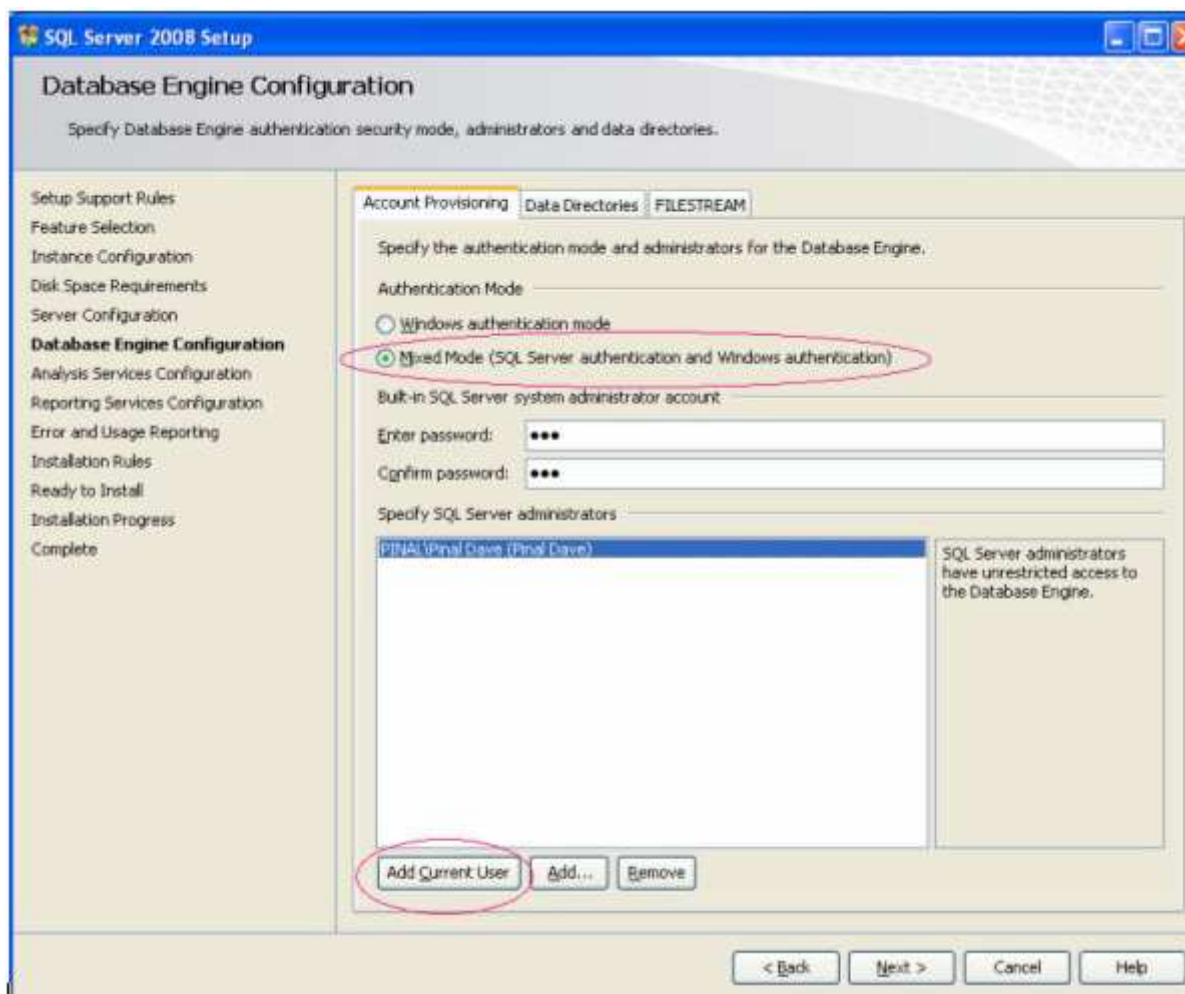 SQL Server 2008 Setup
Database Engine Configuration
Specify Database Engine authentication security mode, administrators and data directories.
Setup Support Rules
Feature Selection
Instance Configuration
Disk Space Requirements
Server Configuration
Database Engine Configuration
Analysis Services Configuration
Reporting Services Configuration
Error and Usage Reporting
Installation Rules
Ready to Install
Installation Progress
Complete
Account Provisioning Data Directories FILESTREAM
Specify the authentication mode and administrators for the Database Engine.
Authentication Mode
Windows authentication mode
Mixed Mode (SQL Server authentication and Windows authentication)
Built-in SQL Server system administrator account
Enter password: ●●●
Confirm password: ●●●
Specify SQL Server administrators
PINAL\Pinal Dave (Pinal Dave)
SQL Server administrators
have unrestricted access to
the Database Engine.
Add Current User Add... Remove
< Back Next > Cancel Help